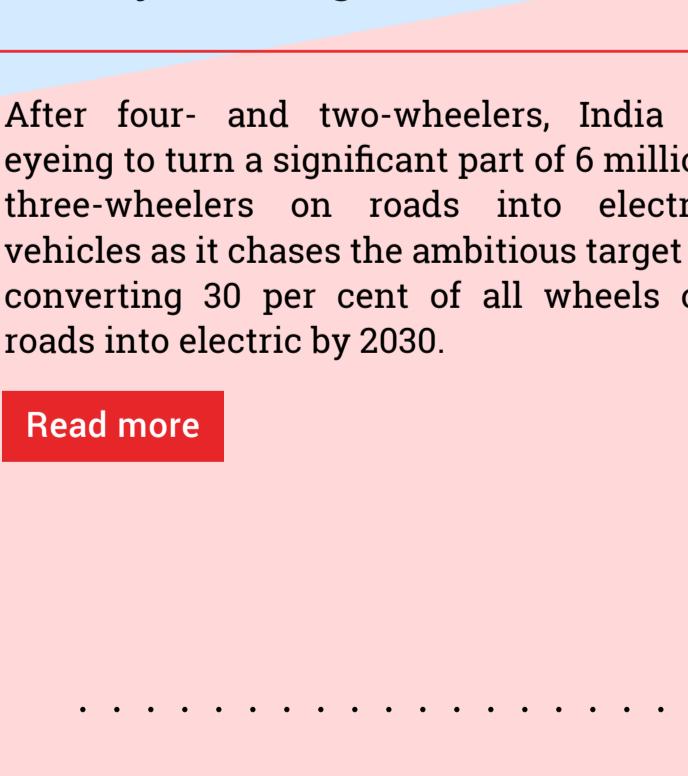 After four- and two-wheelers, India
eyeing to turn a significant part of 6
three-wheelers on roads into
vehicles as it chases the ambitious target
converting 30 per cent of all wheels
roads into electric by 2030.
Read more